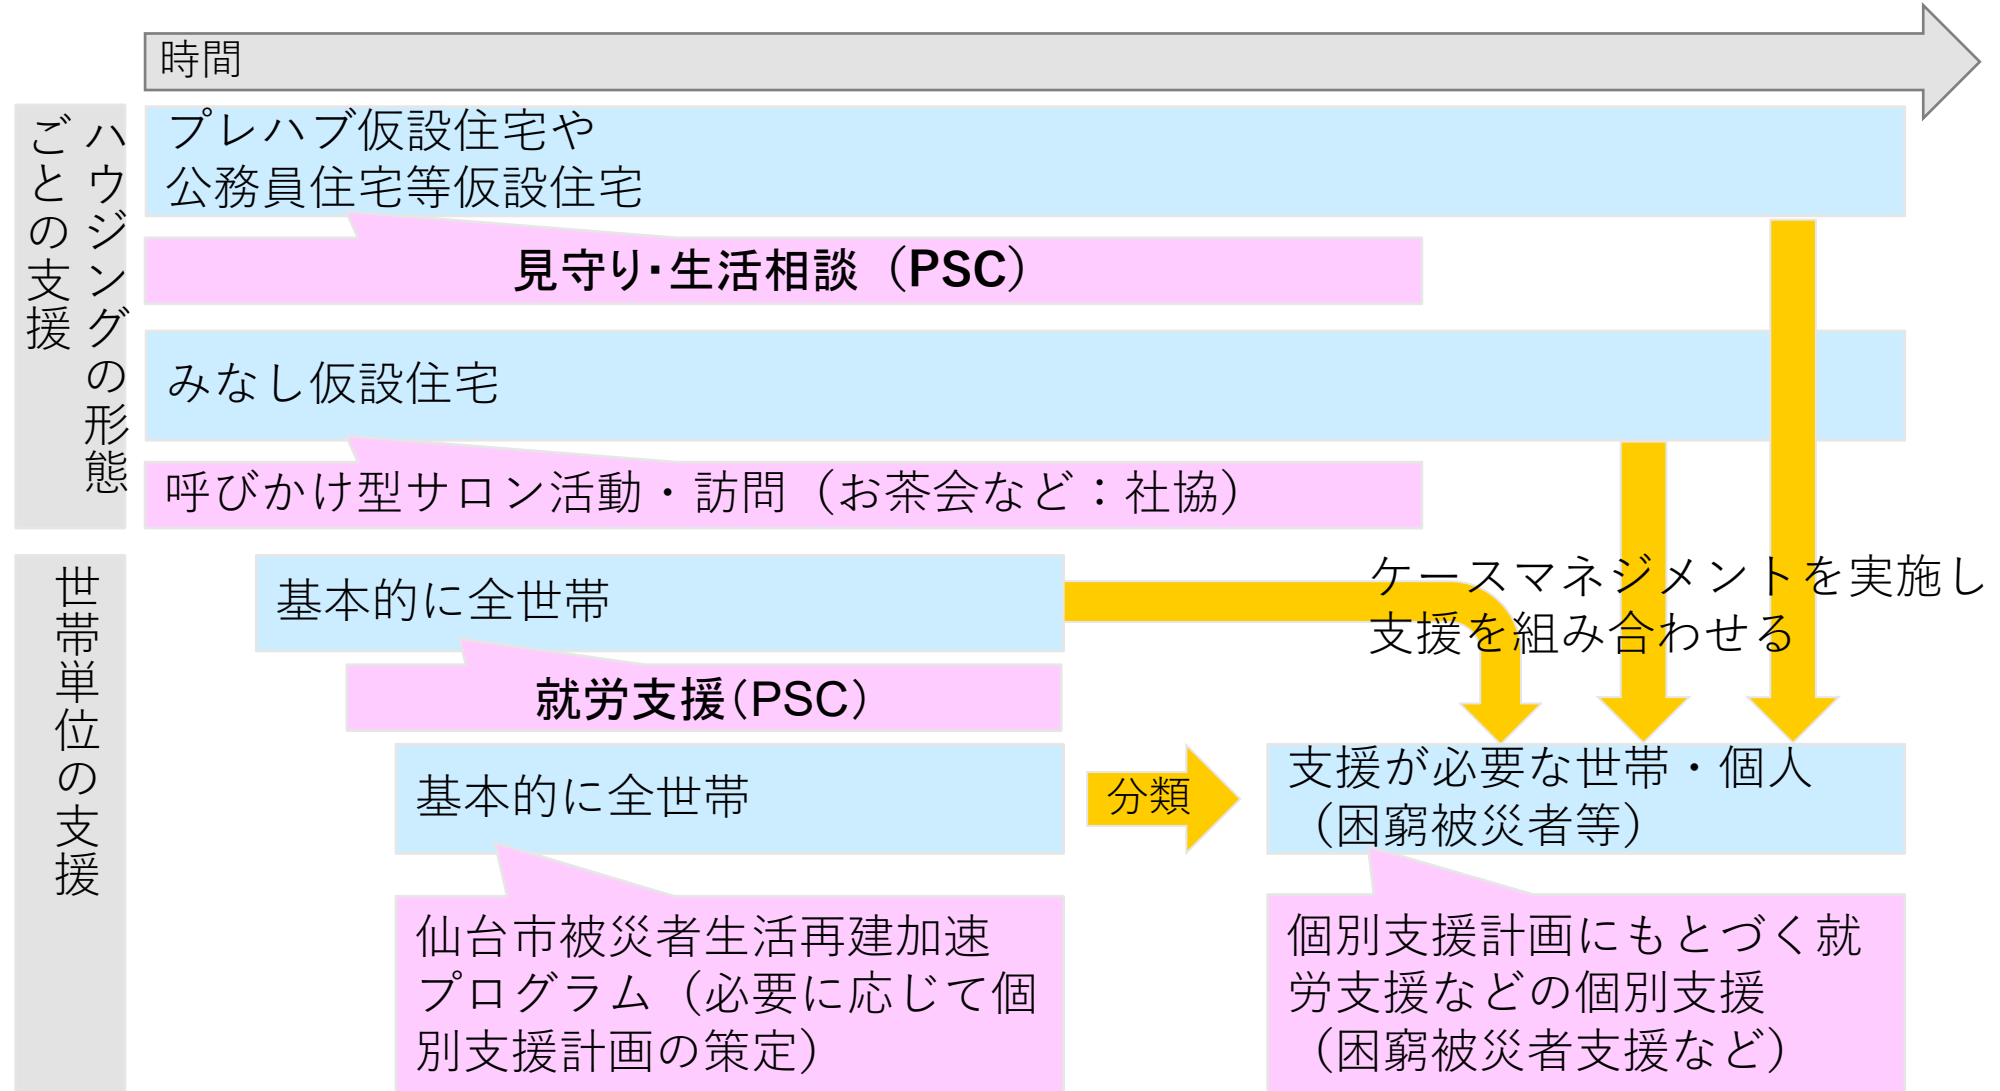 時間
ハウジングの形態
ごとの支援
プレハブ仮設住宅や
公務員住宅等仮設住宅
見守り・生活相談（PSC）
みなし仮設住宅
呼びかけ型サロン活動・訪問（お茶会など：社協）
世帯単位の支援
基本的に全世帯
ケースマネジメントを実施し
支援を組み合わせる
就労支援（PSC）
基本的に全世帯
分類
支援が必要な世帯・個人
（困窮被災者等）
仙台市被災者生活再建加速
プログラム（必要に応じて個
別支援計画の策定）
個別支援計画にもとづく就
労支援などの個別支援
（困窮被災者支援など）